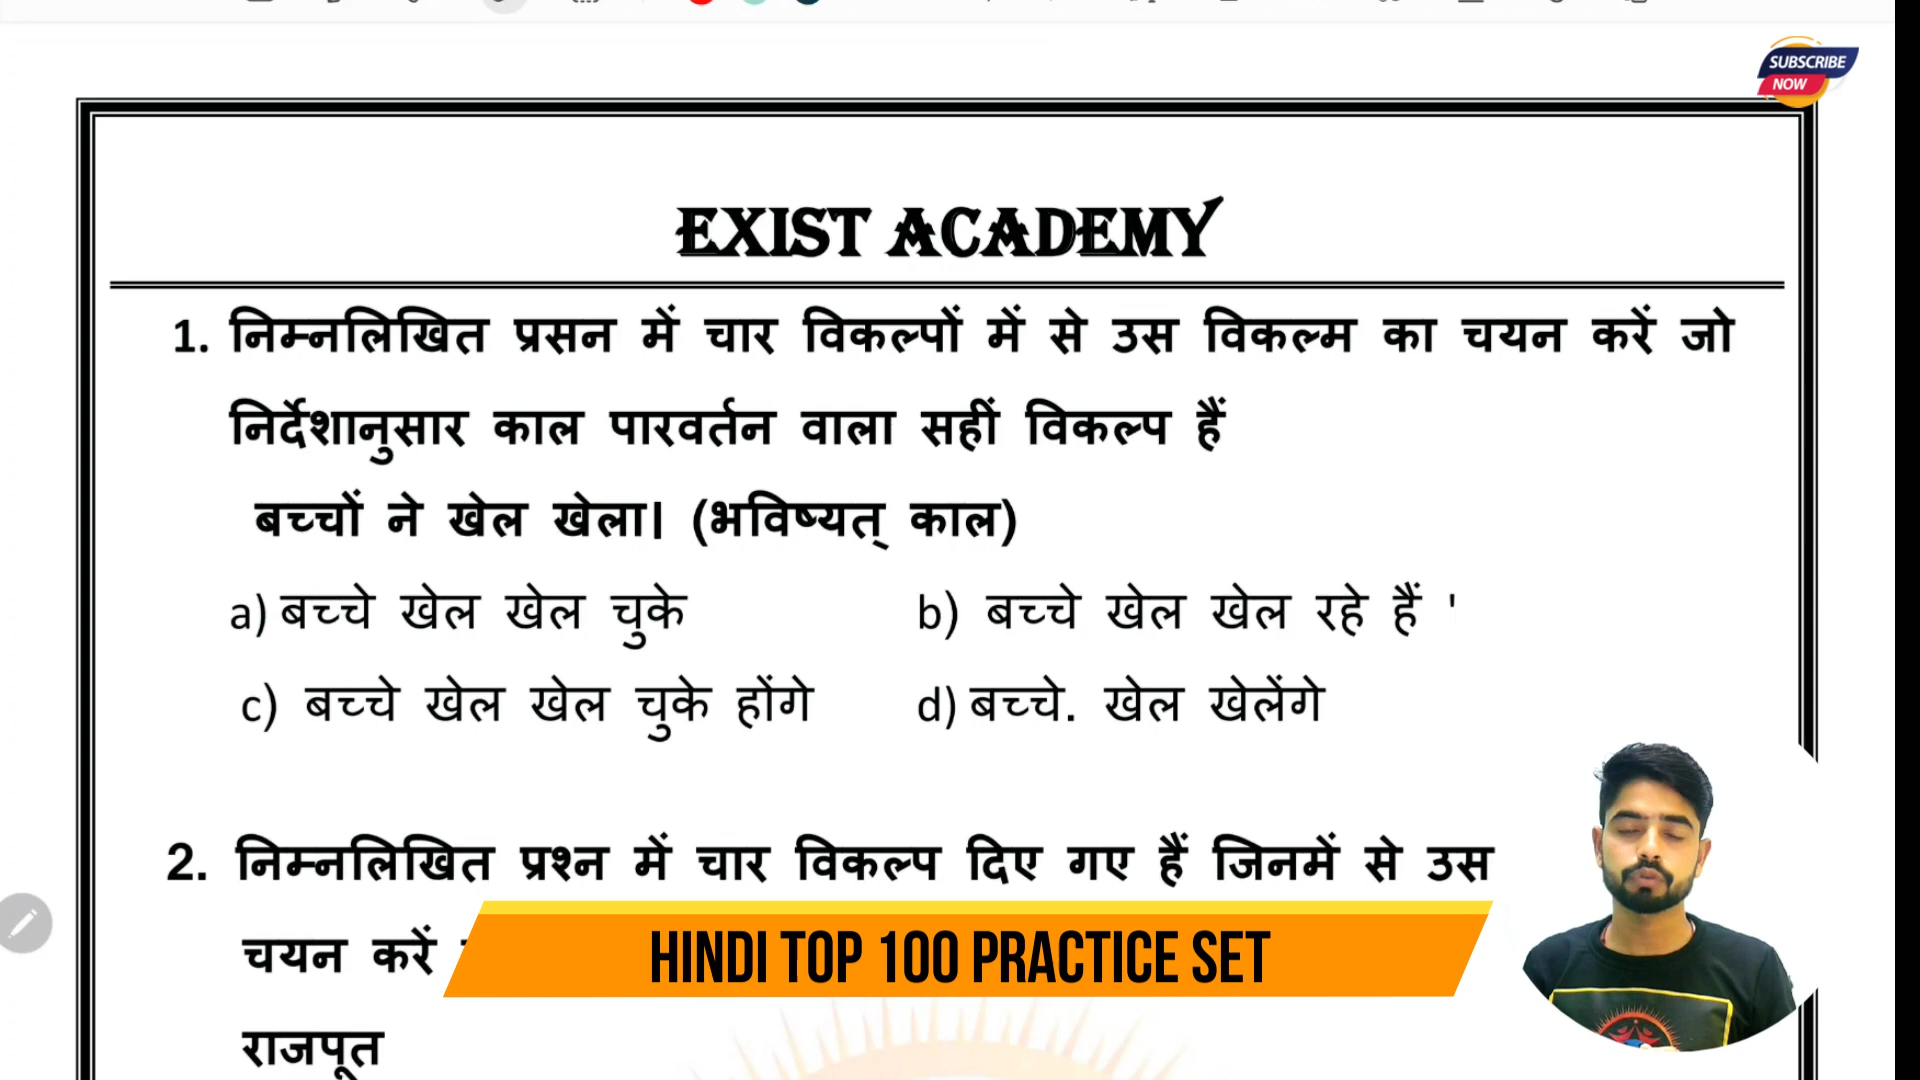 SUBSCRIBE
NOW
EXIST ACADEMY
1. निम्नलिखित प्रसन में चार विकल्पों में से उस विकल्म का चयन करें जो
निर्देशानुसार काल पारवर्तन वाला सहीं विकल्प हैं
बच्चों ने खेल खेला। (भविष्यत् काल)
a) बच्चे खेल खेल चुके b) बच्चे खेल खेल रहे हैं '
c) बच्चे खेल खेल चुके होंगे d) बच्चे. खेल खेलेंगे
2. निम्नलिखित प्रश्न में चार विकल्प दिए गए हैं जिनमें से उस
चयन करें
HINDI TOP 100 PRACTICE SET
राजपूत